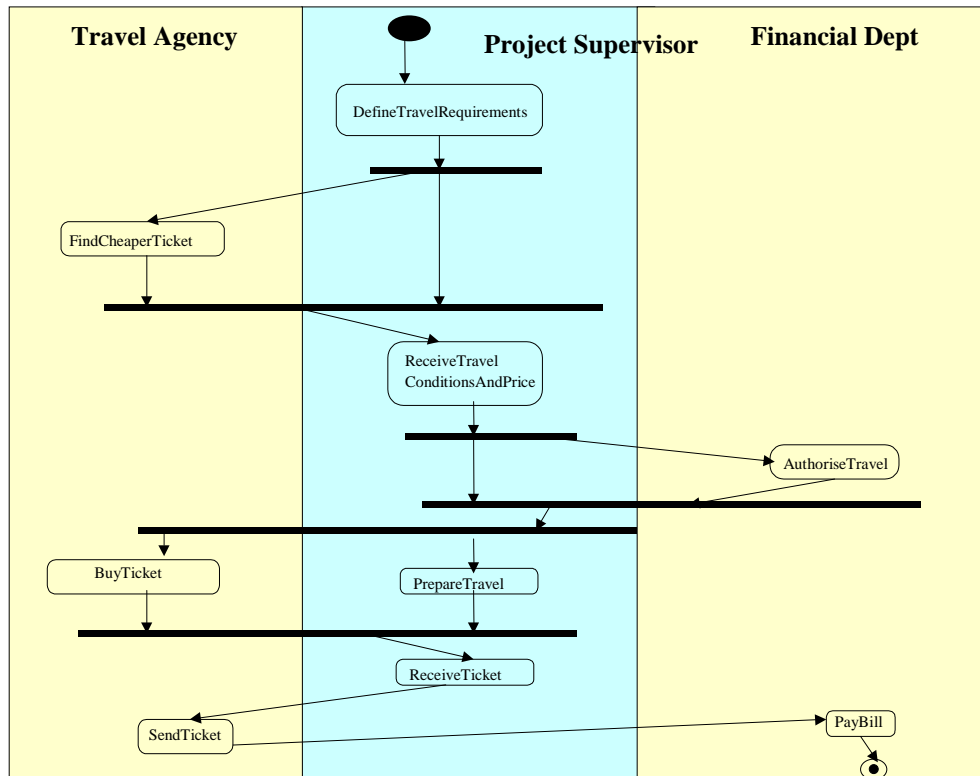 Travel Agency
Project Supervisor
Financial Dept
DefineTravelRequirements
FindCheaperTicket
ReceiveTravel
ConditionsAndPrice
AuthoriseTravel
BuyTicket
PrepareTravel
ReceiveTicket
SendTicket
PayBill